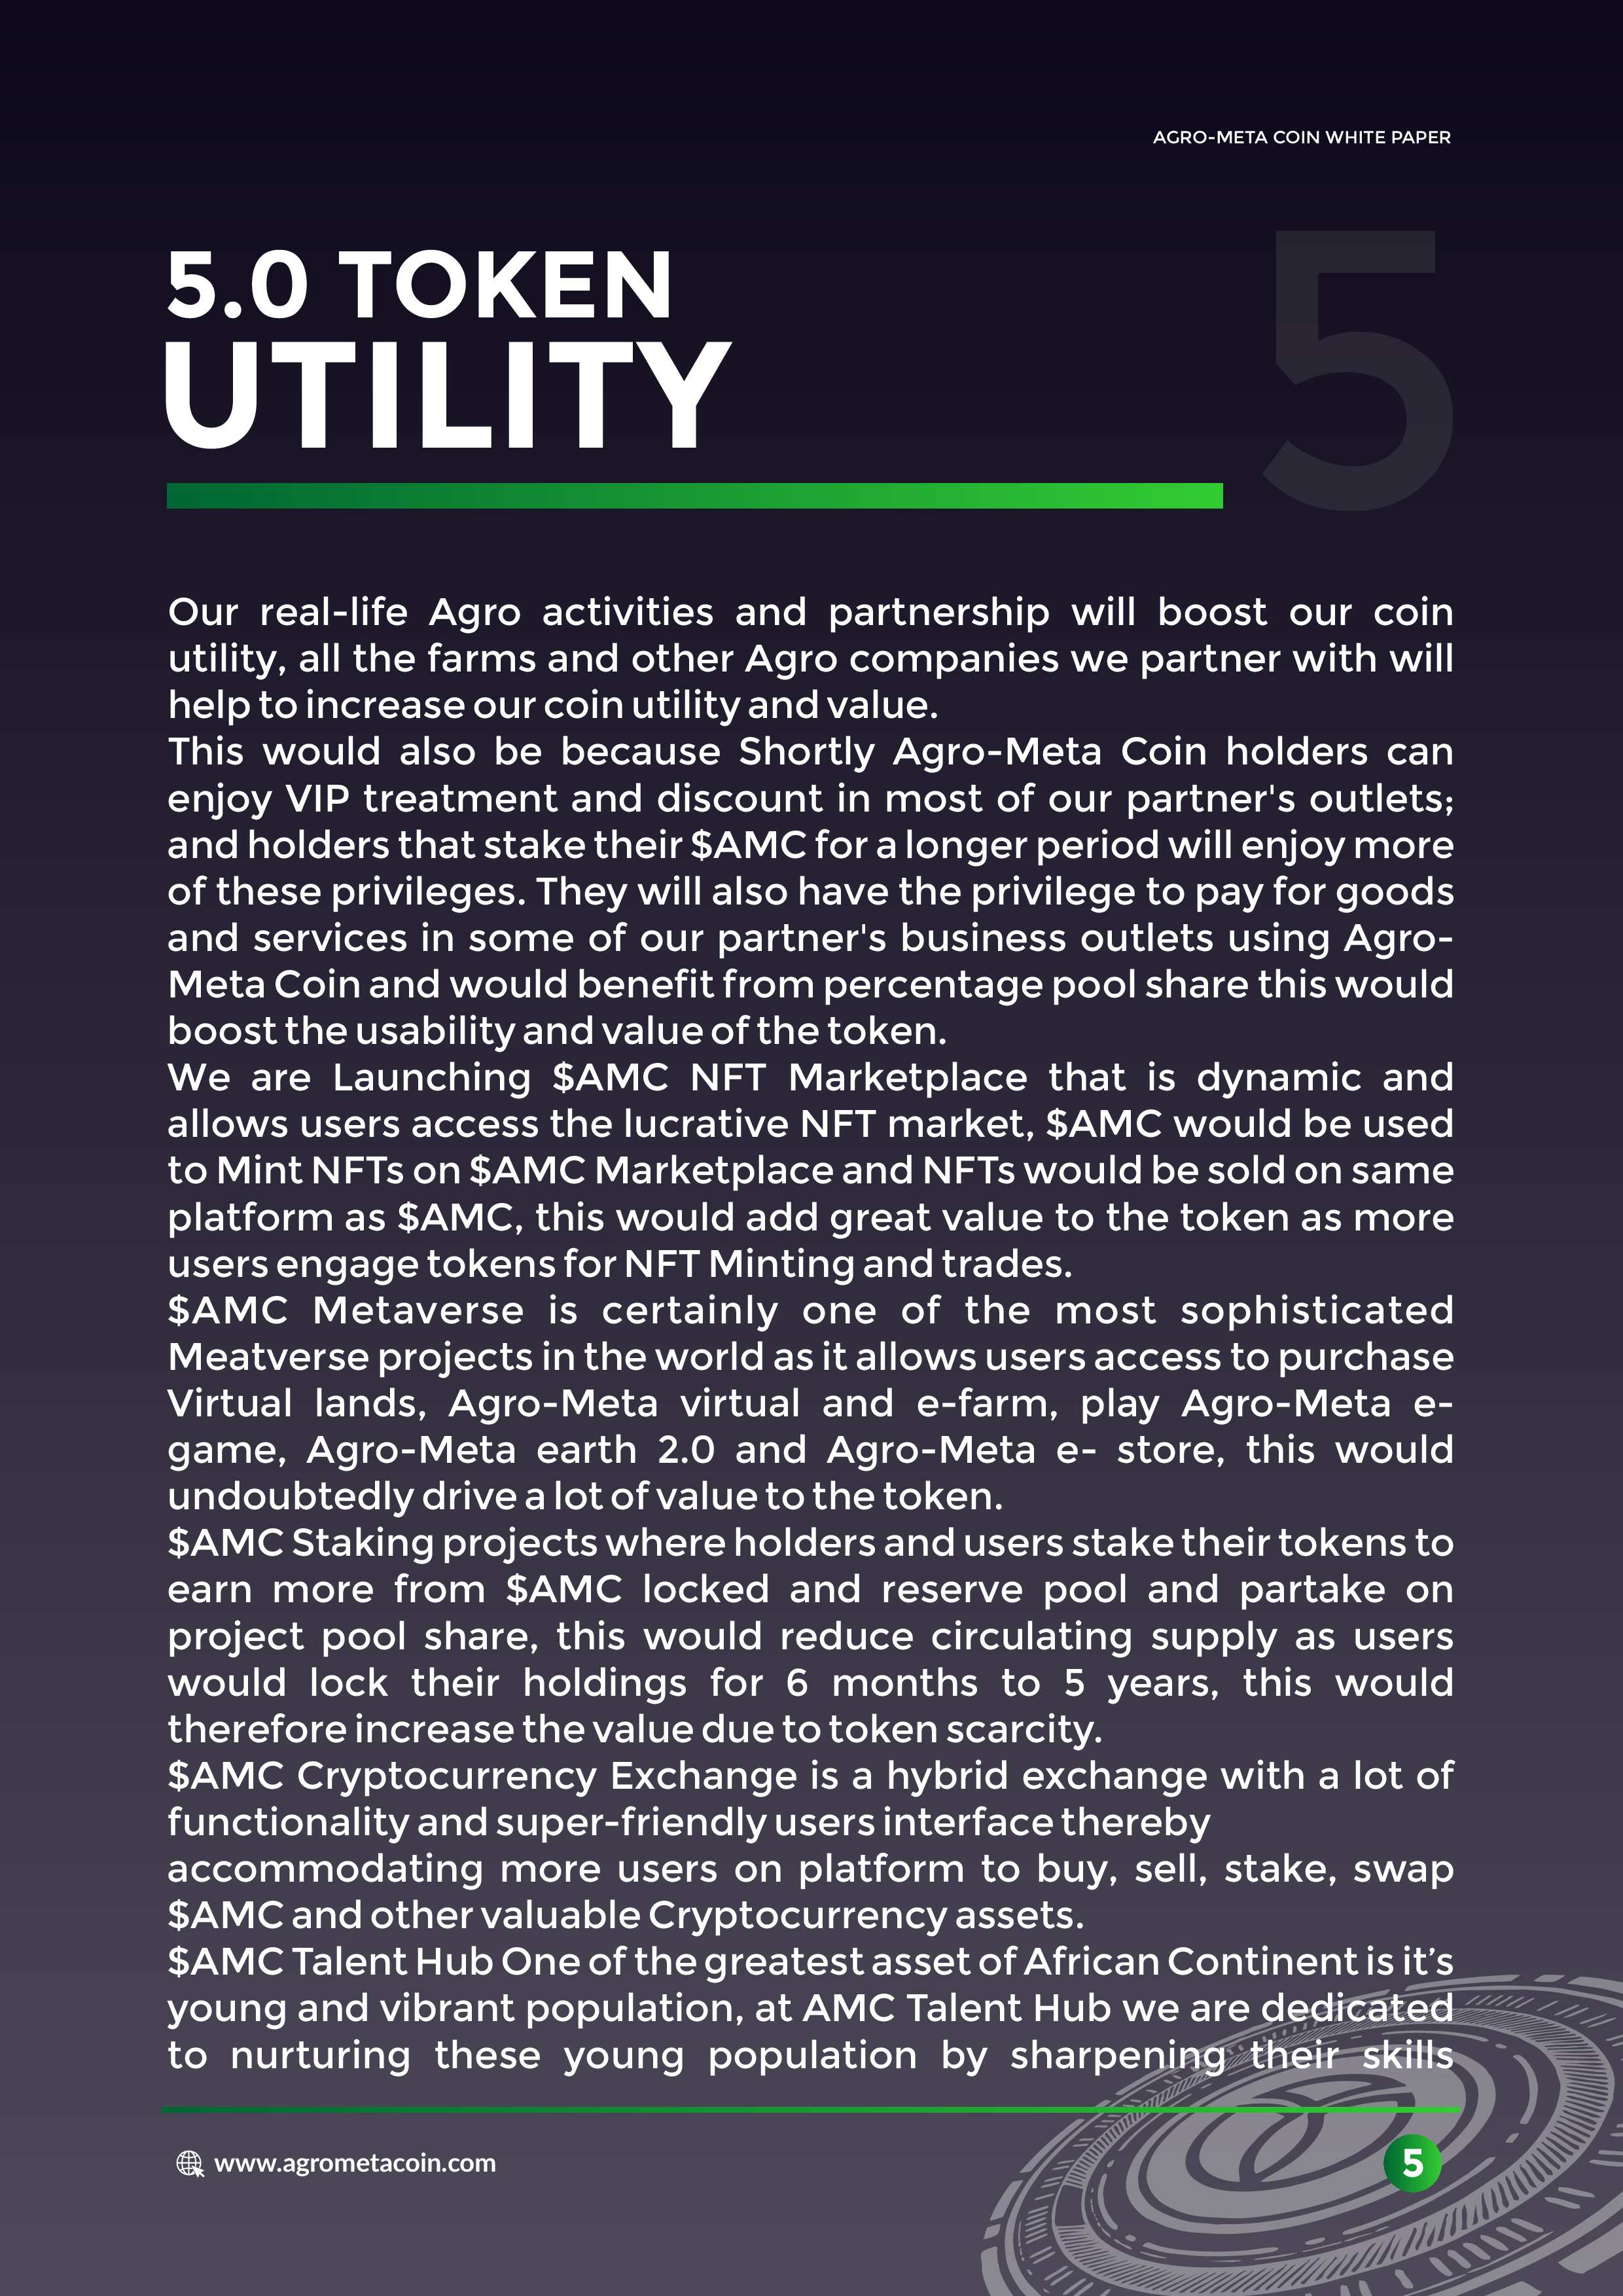 AGRO-META COIN WHITE PAPER
5.0 TOKEN
UTILITY
5
Our real-life Agro activities and partnership will boost our coin
utility, all the farms and other Agro companies we partner with will
help to increase our coin utility and value.
This would also be because Shortly Agro-Meta Coin holders can
enjoy VIP treatment and discount in most of our partner's outlets;
and holders that stake their $AMC for a longer period will enjoy more
of these privileges. They will also have the privilege to pay for goods
and services in some of our partner's business outlets using Agro-
Meta Coin and would benefit from percentage pool share this would
boost the usability and value of the token.
We are Launching $AMC NFT Marketplace that is dynamic and
allows users access the lucrative NFT market, $AMC would be used
to Mint NFTs on $AMC Marketplace and NFTs would be sold on same
platform as $AMC, this would add great value to the token as more
users engage tokens for NFT Minting and trades.
$AMC Metaverse is certainly one of the most sophisticated
Meatverse projects in the world as it allows users access to purchase
Virtual lands, Agro-Meta virtual and e-farm, play Agro-Meta e-
game, Agro-Meta earth 2.0 and Agro-Meta e- store, this would
undoubtedly drive a lot of value to the token.
$AMC Staking projects where holders and users stake their tokens to
earn more from $AMC locked and reserve pool and partake on
project pool share, this would reduce circulating supply as users
would lock their holdings for 6 months to 5 years, this would
therefore increase the value due to token scarcity.
$AMC Cryptocurrency Exchange is a hybrid exchange with a lot of
functionality and super-friendly users interface thereby
accommodating more users on platform to buy, sell, stake, swap
$AMC and other valuable Cryptocurrency assets.
$AMC Talent Hub One of the greatest asset of African Continent is it’s
young and vibrant population, at AMC Talent Hub we are dedicated
to nurturing these young population by sharpening their skills
www.agrometacoin.com
5